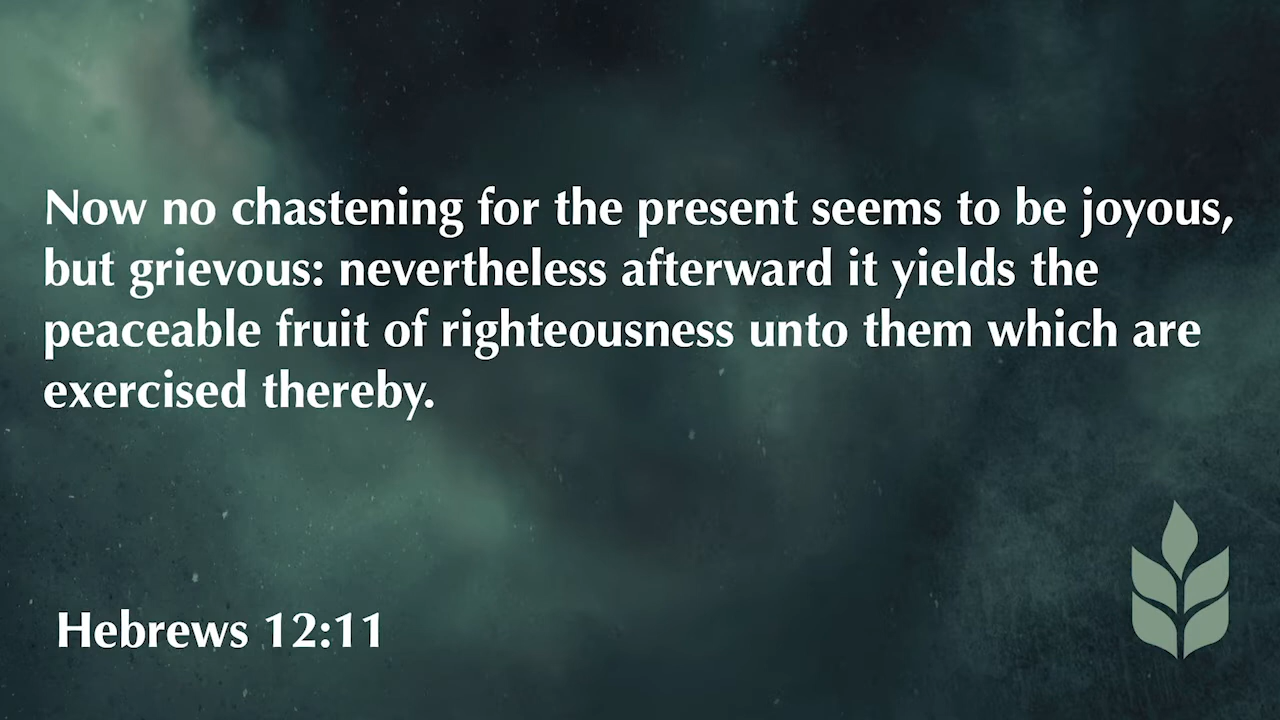 Now no chastening for the present seems to be joyous,
but grievous: nevertheless afterward it yields the
peaceable fruit of righteousness unto them which are
exercised thereby.
Hebrews 12:11